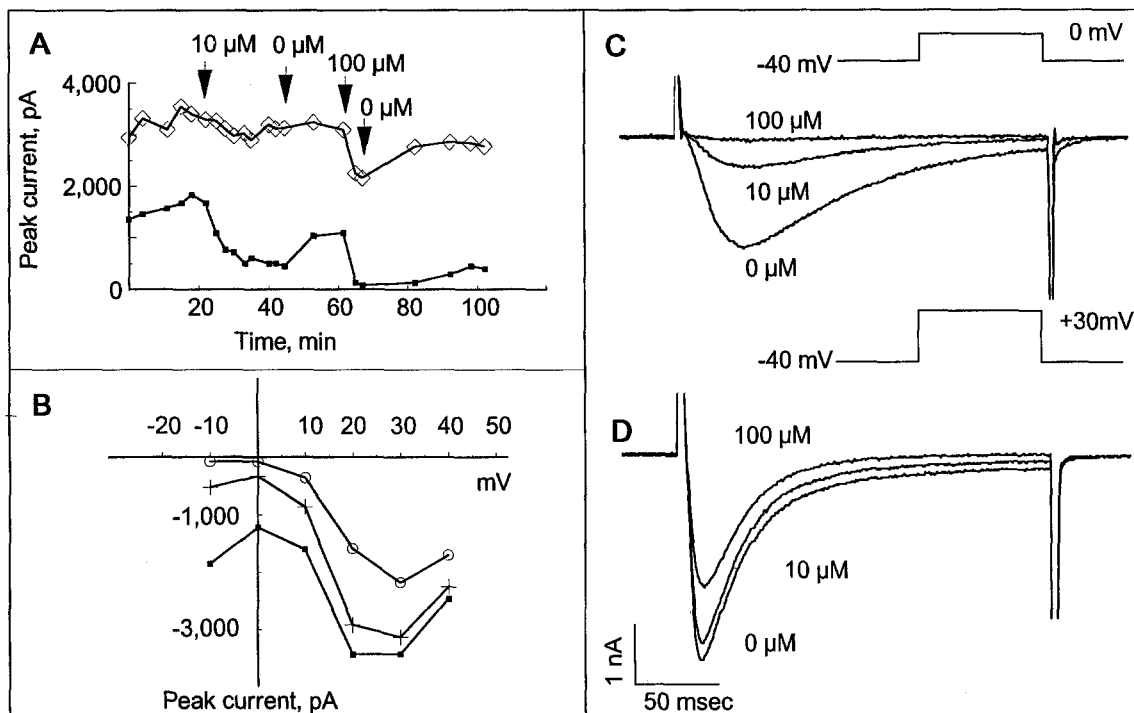 A
10 µM
0 µM
100 µM
0 µM
4,000
2,000
0
20
40
60
80
100
Peak current, pA
Time, min
B
-20 -10 10 20 30 40 50
mV
-1,000
-3,000
Peak current, pA
C
0 mV
-40 mV
100 µM
10 µM
0 µM
+30mV
-40 mV
D
100 µM
10 µM
0 µM
1 nA
50 msec